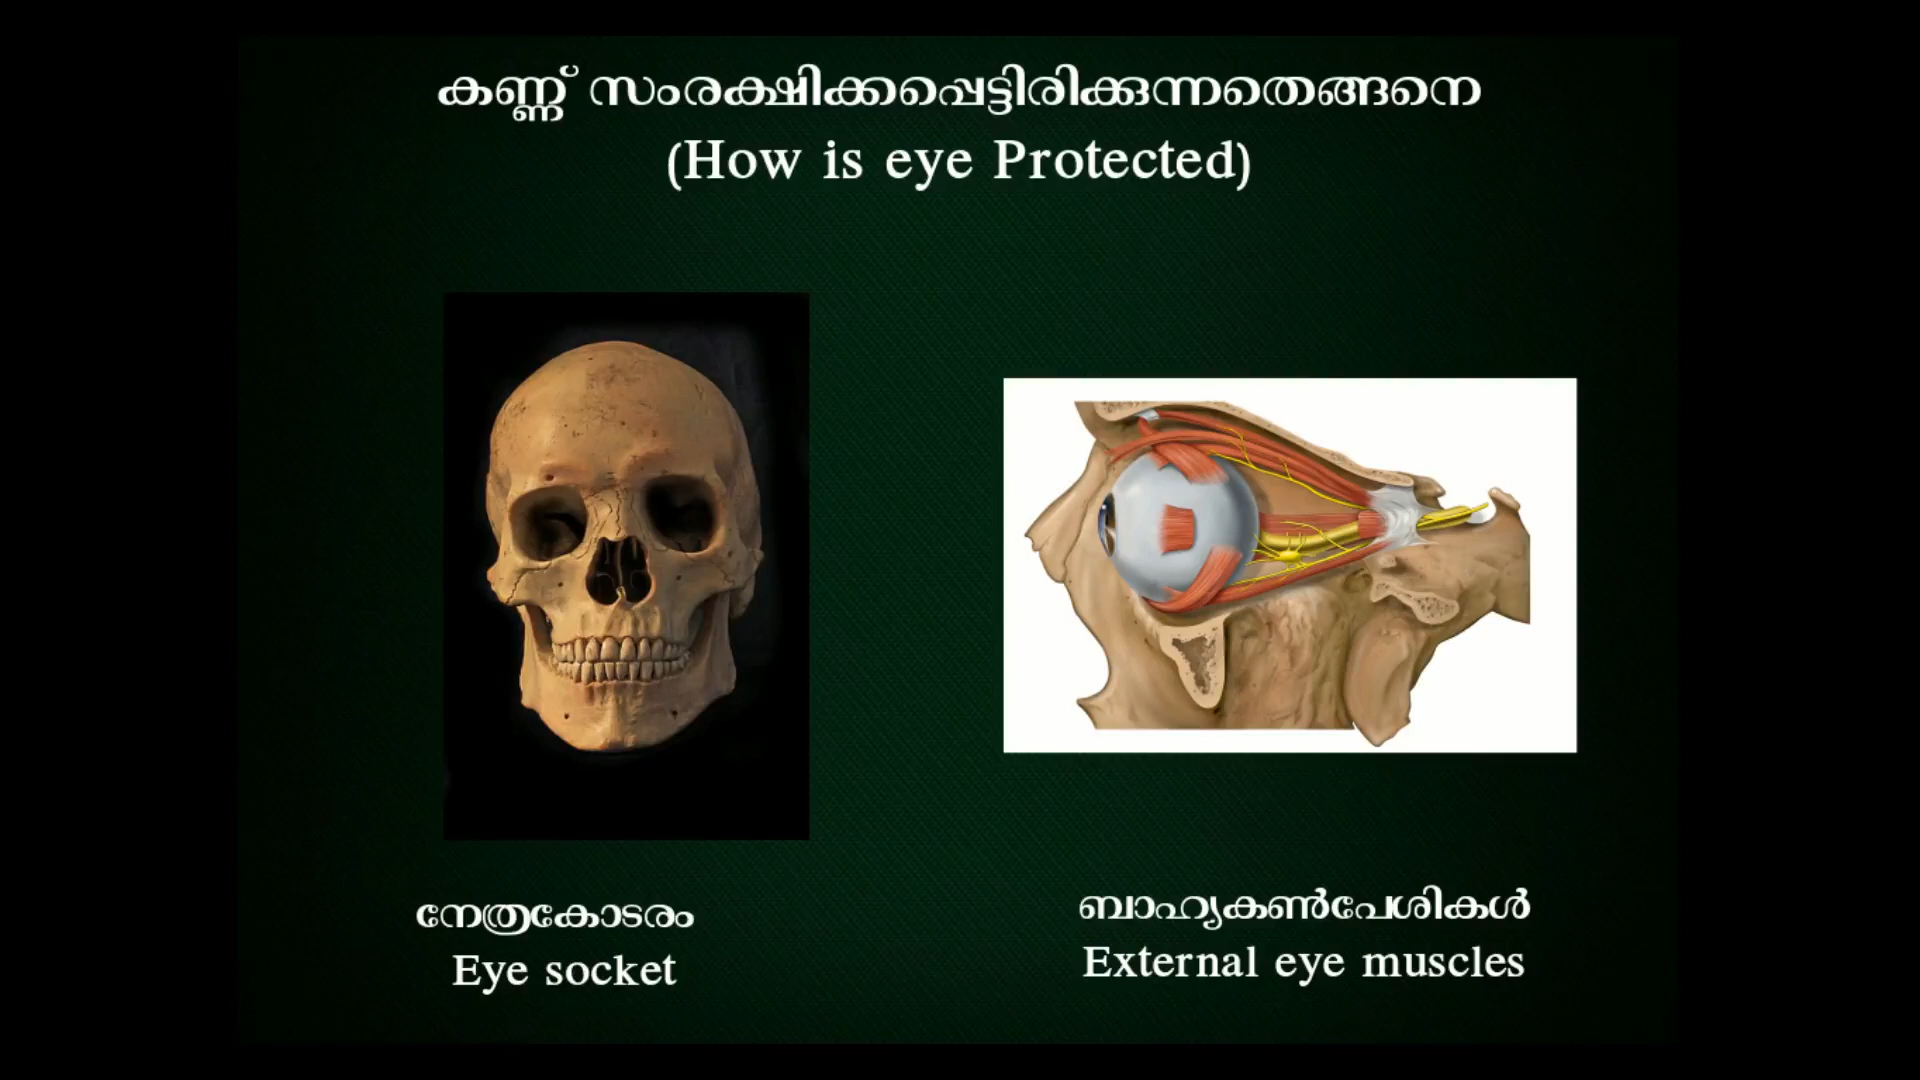 കണ്ണ് സംരക്ഷിക്കപ്പെട്ടിരിക്കുന്നതെങ്ങനെ
(How is eye Protected)
നേത്രകോടരം
Eye socket
ബാഹ്യകൺപേശികൾ
External eye muscles